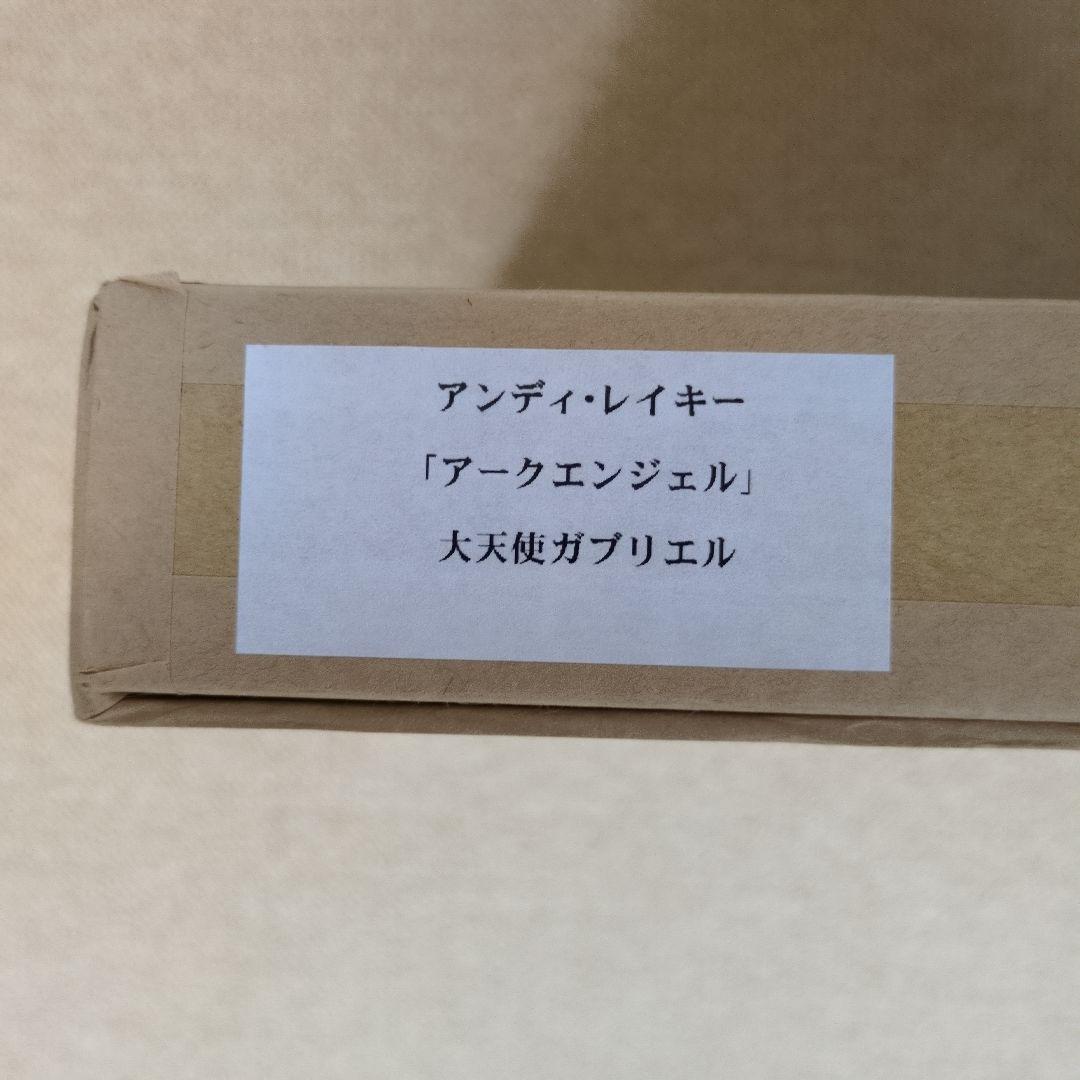 アンディ・レイキー
「アークエンジェル」
大天使ガブリエル